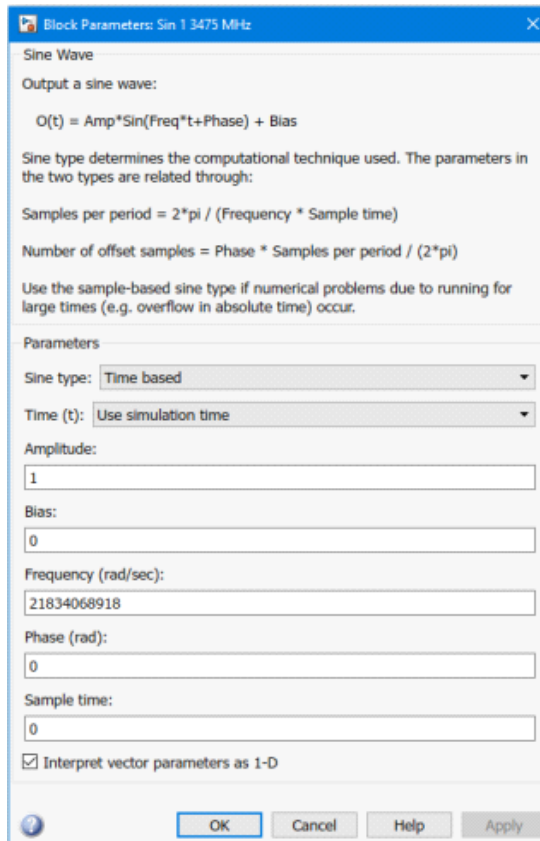 Block Parameters: Sin 1 3475 MHz
Sine Wave
Output a sine wave:
O(t) = Amp*Sin(Freq*t+Phase) + Bias
Sine type determines the computational technique used. The parameters in
the two types are related through:
Samples per period = 2*pi / (Frequency * Sample time)
Number of offset samples = Phase * Samples per period / (2*pi)
Use the sample-based sine type if numerical problems due to running for
large times (e.g. overflow in absolute time) occur.
Parameters
Sine type: Time based
Time (t): Use simulation time
Amplitude:
1
Bias:
0
Frequency (rad/sec):
21834068918
Phase (rad):
0
Sample time:
0
Interpret vector parameters as 1-D
OK Cancel Help Apply